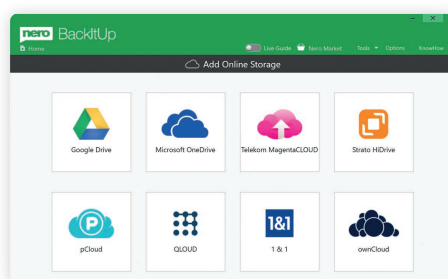 nero BackItUp
Home
Live Guide Nero Market Tools Options KnowHow
Add Online Storage
Google Drive Microsoft OneDrive Telekom MagentaCLOUD Strato HiDrive
P
1&1
pCloud QLOUD 1 & 1 ownCloud